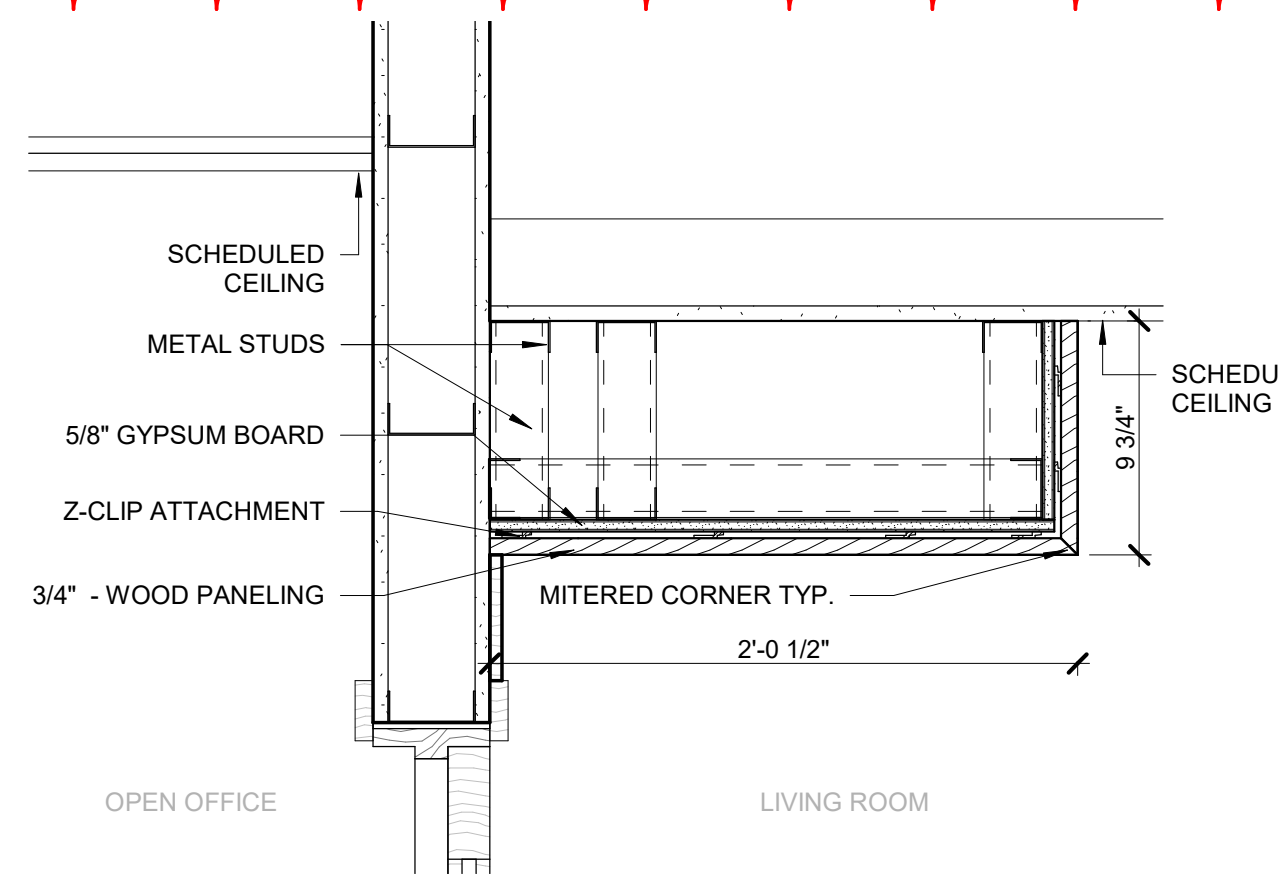 SCHEDULED
CEILING
METAL STUDS
5/8" GYPSUM BOARD
Z-CLIP ATTACHMENT
3/4" - WOOD PANELING
MITERED CORNER TYP.
2'-0 1/2"
9 3/4"
SCHEDU
CEILING
OPEN OFFICE
LIVING ROOM